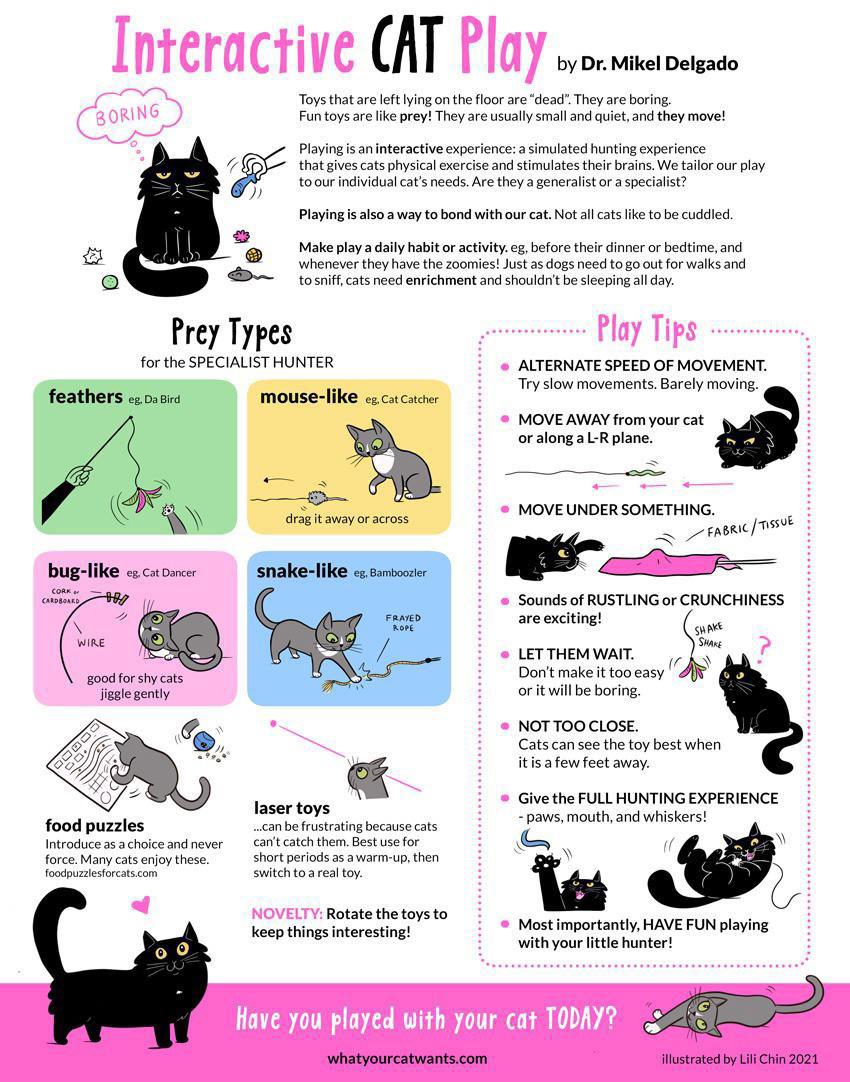 Interactive CAT Play by Dr. Mikel Delgado
BORING
Toys that are left lying on the floor are “dead”. They are boring.
Fun toys are like prey! They are usually small and quiet, and they move!
Playing is an interactive experience: a simulated hunting experience
that gives cats physical exercise and stimulates their brains. We tailor our play
to our individual cat’s needs. Are they a generalist or a specialist?
Playing is also a way to bond with our cat. Not all cats like to be cuddled.
Make play a daily habit or activity. eg, before their dinner or bedtime, and
whenever they have the zoomies! Just as dogs need to go out for walks and
to sniff, cats need enrichment and shouldn’t be sleeping all day.
Prey Types
for the SPECIALIST HUNTER
feathers eg, Da Bird
mouse-like eg, Cat Catcher
drag it away or across
bug-like eg, Cat Dancer
CORK or
CARDBOARD
WIRE
good for shy cats
jiggle gently
snake-like eg, Bamboozler
FRAYED
ROPE
food puzzles
Introduce as a choice and never
force. Many cats enjoy these.
foodpuzzlesforcats.com
laser toys
...can be frustrating because cats
can’t catch them. Best use for
short periods as a warm-up, then
switch to a real toy.
NOVELTY: Rotate the toys to
keep things interesting!
Play Tips
ALTERNATE SPEED OF MOVEMENT.
Try slow movements. Barely moving.
MOVE AWAY from your cat
or along a L-R plane.
MOVE UNDER SOMETHING.
FABRIC/TISSUE
Sounds of RUSTLING or CRUNCHINESS
are exciting!
SHAKE
SHAKE
LET THEM WAIT.
Don’t make it too easy
or it will be boring.
?
NOT TOO CLOSE.
Cats can see the toy best when
it is a few feet away.
Give the FULL HUNTING EXPERIENCE
- paws, mouth, and whiskers!
Most importantly, HAVE FUN playing
with your little hunter!
Have you played with your cat TODAY?
whatyourcatwants.com
illustrated by Lili Chin 2021